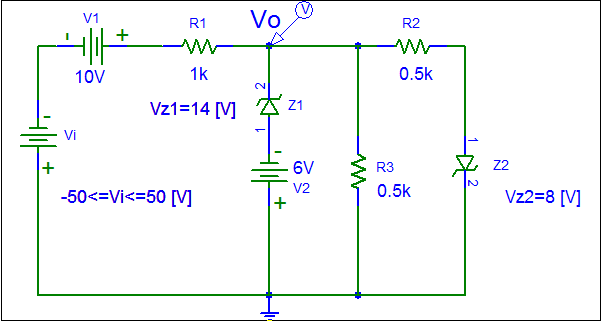 V1
- +
10V
R1
1k
Vo
V
R2
0.5k
Vz1=14 [V]
2
Z1
1
-
Vi
+
-
6V
V2
+
R3
0.5k
1
Z2
2
-50<=Vi<=50 [V]
Vz2=8 [V]